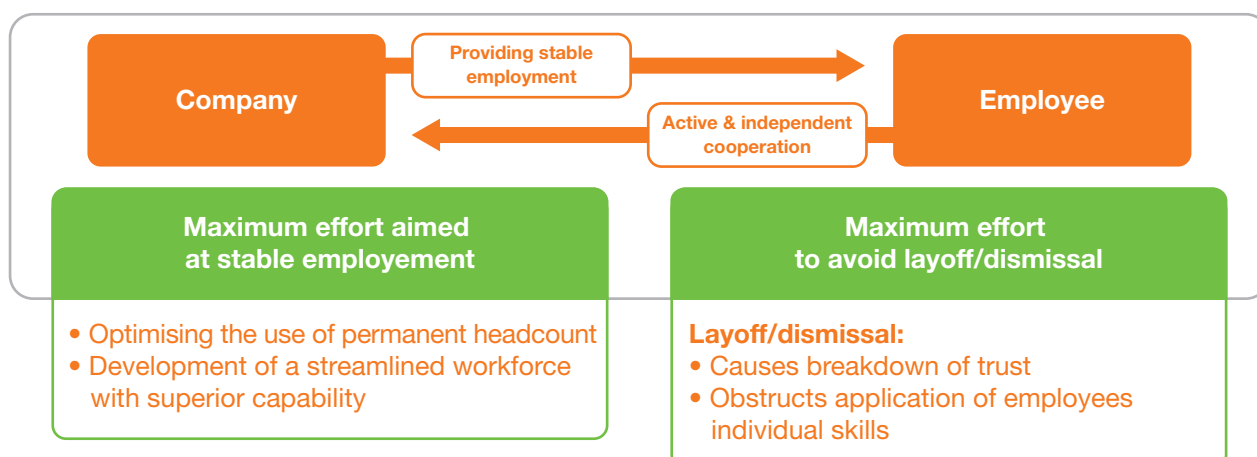 Providing stable
employment
Company
Employee
Active & independent
cooperation
Maximum effort aimed
at stable employement
• Optimising the use of permanent headcount
• Development of a streamlined workforce
with superior capability
Maximum effort
to avoid layoff/dismissal
Layoff/dismissal:
• Causes breakdown of trust
• Obstructs application of employees
individual skills